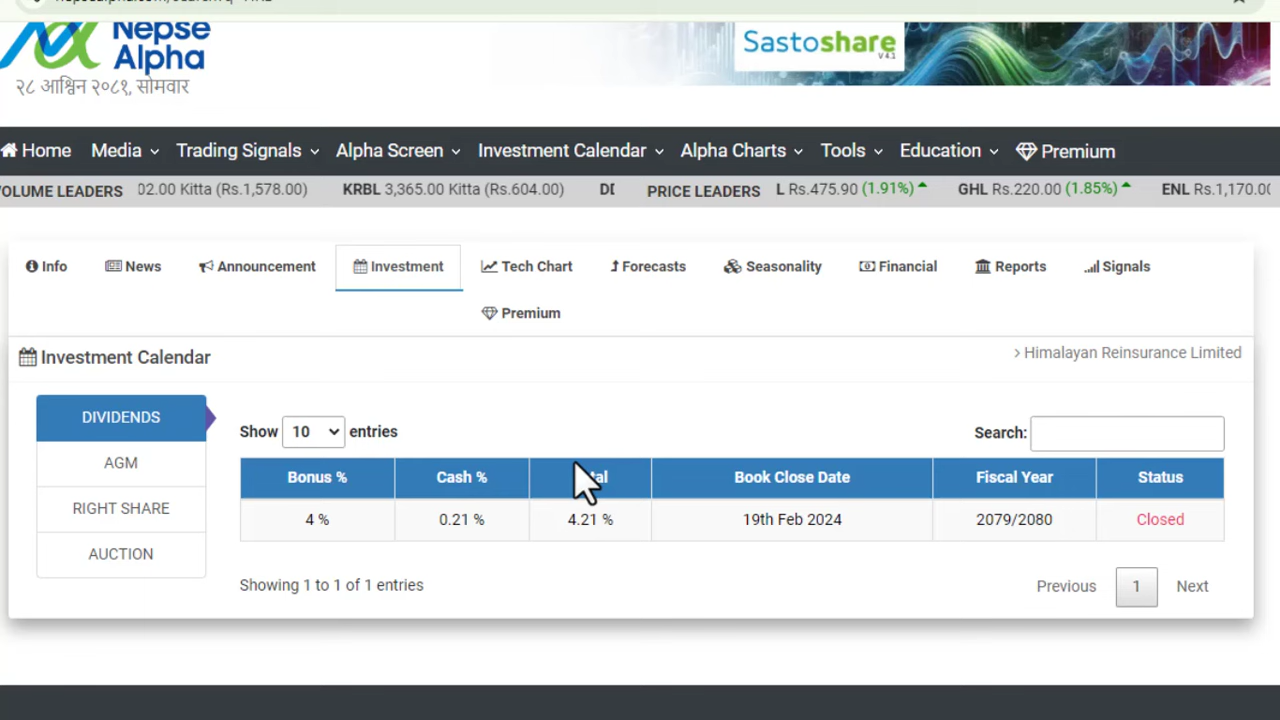 Nepse
Alpha
२८ आश्विन २०८१, सोमवार
Sastoshare
v 4.1
Home Media Trading Signals Alpha Screen Investment Calendar Alpha Charts Tools Education Premium
VOLUME LEADERS 02.00 Kitta (Rs.1,578.00) KRBL 3,365.00 Kitta (Rs.604.00) PRICE LEADERS L Rs.475.90 (1.91%) GHL Rs.220.00 (1.85%) ENL Rs.1,170.00
Info News Announcement Investment Tech Chart Forecasts Seasonality Financial Reports Signals
Premium
Investment Calendar > Himalayan Reinsurance Limited
DIVIDENDS
AGM
RIGHT SHARE
AUCTION
Show 10 entries Search:
Bonus % Cash % Book Close Date Fiscal Year Status
4 % 0.21 % 4.21 % 19th Feb 2024 2079/2080 Closed
Showing 1 to 1 of 1 entries Previous 1 Next